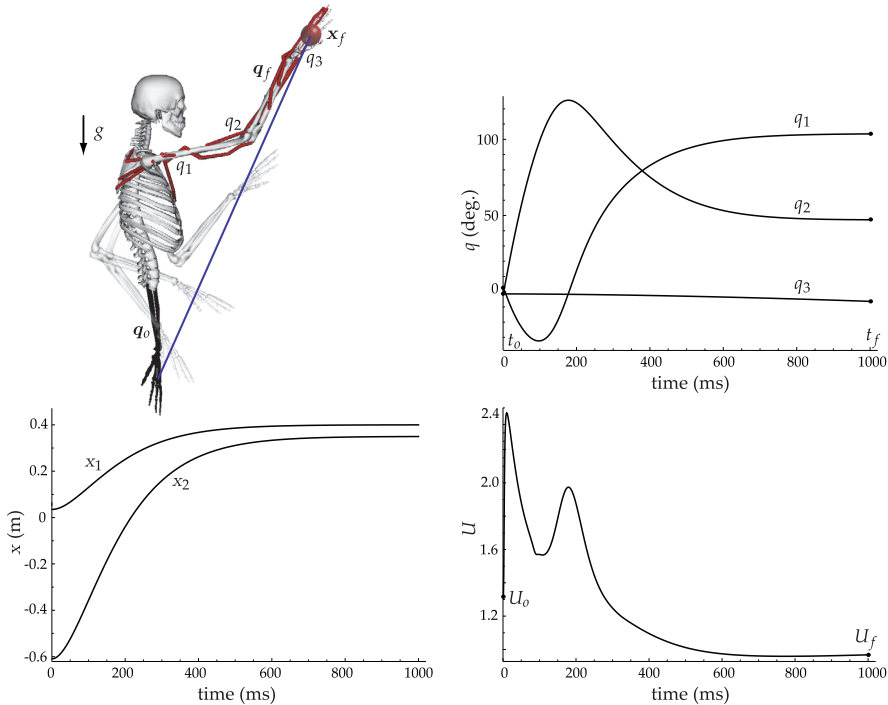 x_f
q_f
q_3
g
q_2
q_1
q_o
q (deg.)
100
50
0
q_1
q_2
q_3
t_o
t_f
0 200 400 600 800 1000
time (ms)
x (m)
0.4
0.2
0
-0.2
-0.4
-0.6
x_1
x_2
0 200 400 600 800 1000
time (ms)
U
2.4
2.0
1.6
1.2
U_o
U_f
0 200 400 600 800 1000
time (ms)